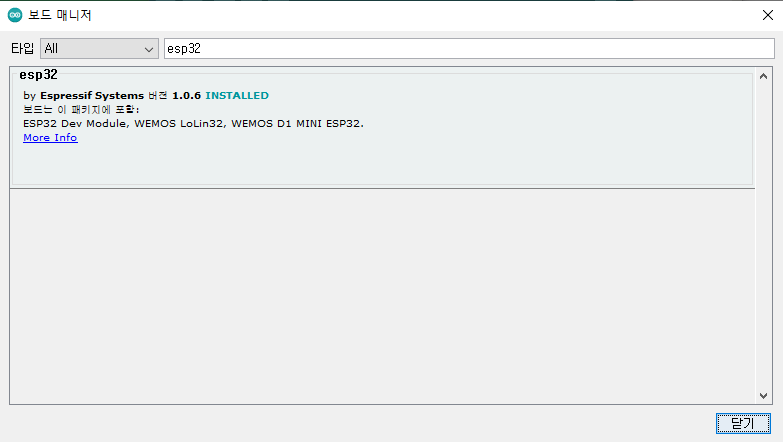 보드 매니저
타입 All esp32
esp32
by Espressif Systems 버전 1.0.6 INSTALLED
보드는 이 패키지에 포함:
ESP32 Dev Module, WEMOS LoLin32, WEMOS D1 MINI ESP32.
More Info
닫기